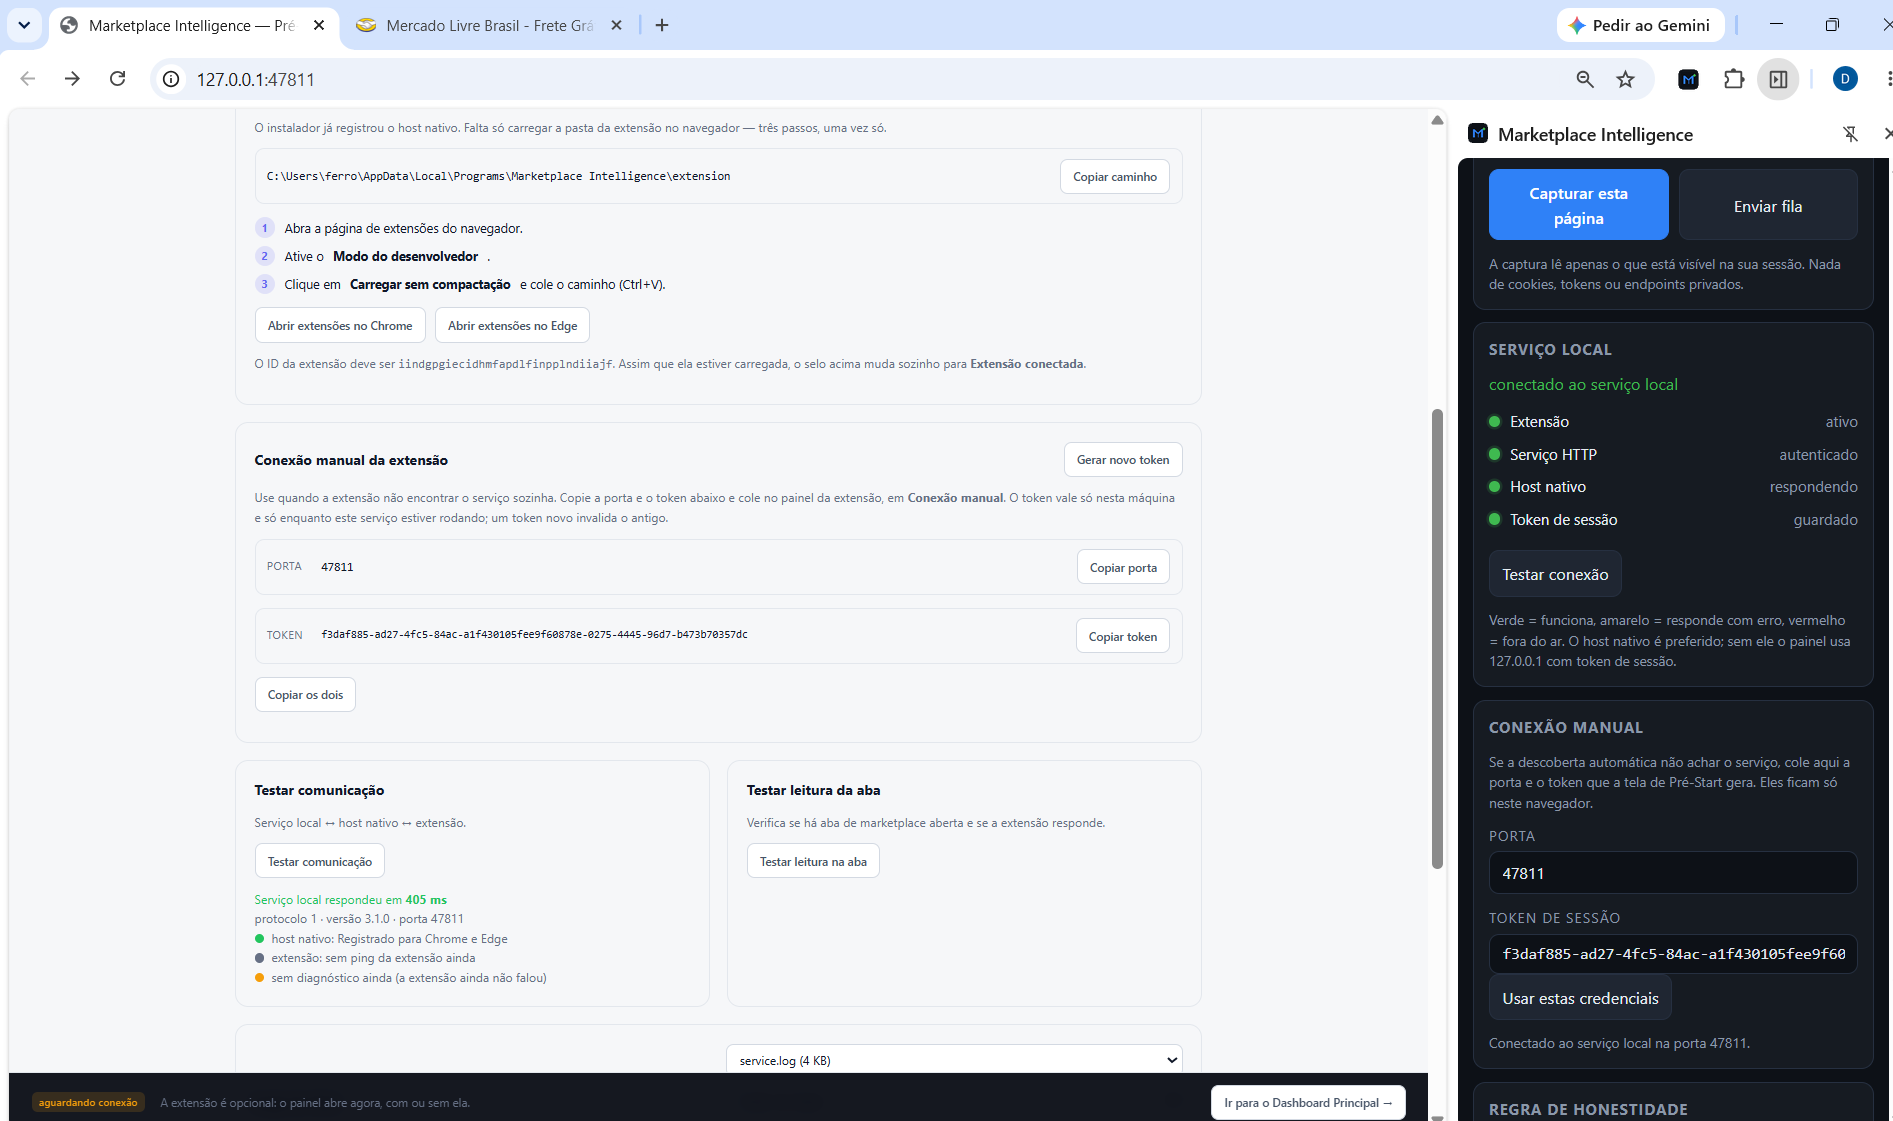 Marketplace Intelligence — Pré
Mercado Livre Brasil - Frete Grá
Pedir ao Gemini
127.0.0.1:47811
D
O instalador já registrou o host nativo. Falta só carregar a pasta da extensão no navegador — três passos, uma vez só.
C:\Users\ferro\AppData\Local\Programs\Marketplace Intelligence\extension
Copiar caminho
1 Abra a página de extensões do navegador.
2 Ative o Modo do desenvolvedor .
3 Clique em Carregar sem compactação e cole o caminho (Ctrl+V).
Abrir extensões no Chrome
Abrir extensões no Edge
O ID da extensão deve ser iindgpgiecidhmfapdlfinpplndiiajf. Assim que ela estiver carregada, o selo acima muda sozinho para Extensão conectada.
Conexão manual da extensão
Gerar novo token
Use quando a extensão não encontrar o serviço sozinha. Copie a porta e o token abaixo e cole no painel da extensão, em Conexão manual. O token vale só nesta máquina
e só enquanto este serviço estiver rodando; um token novo invalida o antigo.
PORTA 47811
Copiar porta
TOKEN f3daf885-ad27-4fc5-84ac-a1f430105fee9f60878e-0275-4445-96d7-b473b70357dc
Copiar token
Copiar os dois
Testar comunicação
Serviço local ↔ host nativo ↔ extensão.
Testar comunicação
Serviço local respondeu em 405 ms
protocolo 1 · versão 3.1.0 · porta 47811
host nativo: Registrado para Chrome e Edge
extensão: sem ping da extensão ainda
sem diagnóstico ainda (a extensão ainda não falou)
Testar leitura da aba
Verifica se há aba de marketplace aberta e se a extensão responde.
Testar leitura na aba
service.log (4 KB)
aguardando conexão
A extensão é opcional: o painel abre agora, com ou sem ela.
Ir para o Dashboard Principal →
Marketplace Intelligence
Capturar esta
página
Enviar fila
A captura lê apenas o que está visível na sua sessão. Nada
de cookies, tokens ou endpoints privados.
SERVIÇO LOCAL
conectado ao serviço local
Extensão ativo
Serviço HTTP autenticado
Host nativo respondendo
Token de sessão guardado
Testar conexão
Verde = funciona, amarelo = responde com erro, vermelho
= fora do ar. O host nativo é preferido; sem ele o painel usa
127.0.0.1 com token de sessão.
CONEXÃO MANUAL
Se a descoberta automática não achar o serviço, cole aqui a
porta e o token que a tela de Pré-Start gera. Eles ficam só
neste navegador.
PORTA
47811
TOKEN DE SESSÃO
f3daf885-ad27-4fc5-84ac-a1f430105fee9f60
Usar estas credenciais
Conectado ao serviço local na porta 47811.
REGRA DE HONESTIDADE